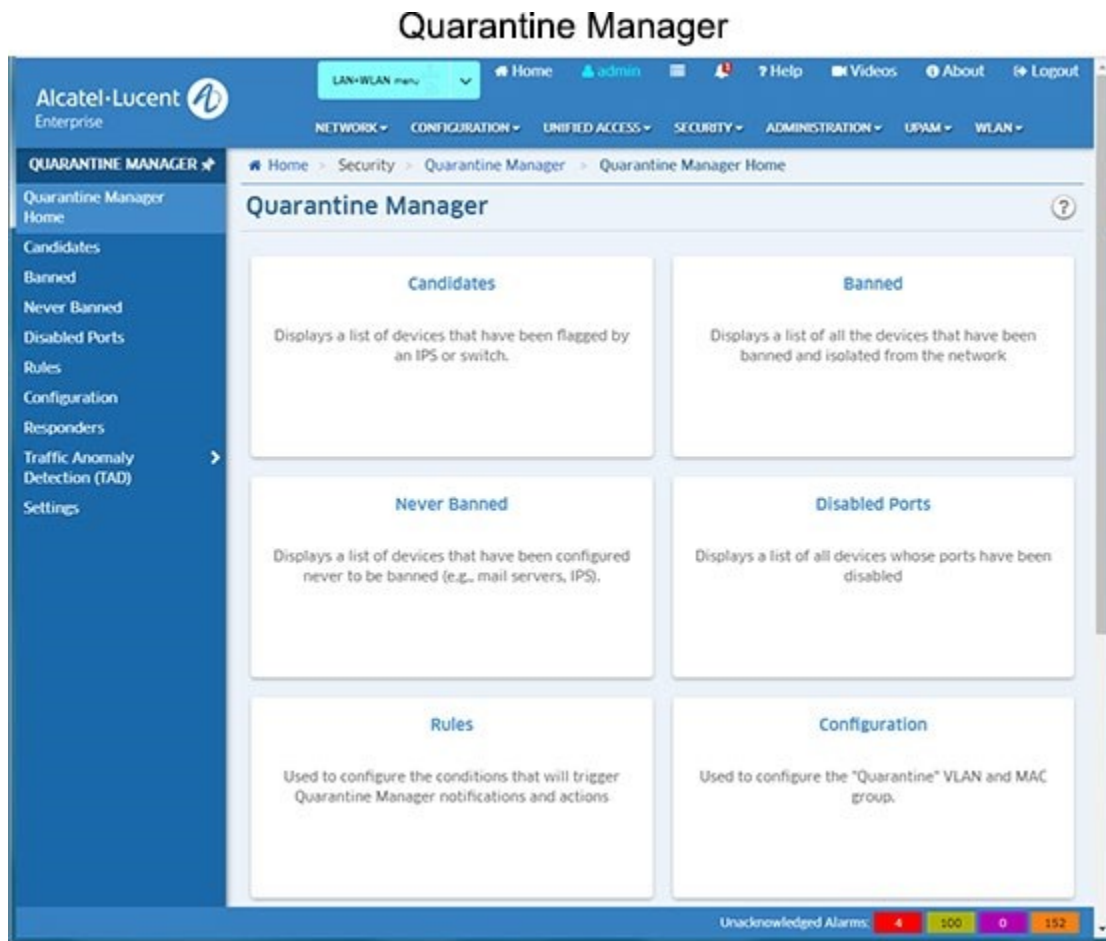 Quarantine Manager
Alcatel·Lucent
Enterprise
LAN+WLAN menu
Home
admin
? Help
Videos
About
Logout
NETWORK
CONFIGURATION
UNIFIED ACCESS
SECURITY
ADMINISTRATION
UPAM
WLAN
QUARANTINE MANAGER
Home > Security > Quarantine Manager > Quarantine Manager Home
Quarantine Manager
Home
Candidates
Banned
Never Banned
Disabled Ports
Rules
Configuration
Responders
Traffic Anomaly
Detection (TAD)
Settings
Quarantine Manager
?
Candidates
Displays a list of devices that have been flagged by
an IPS or switch.
Banned
Displays a list of all the devices that have been
banned and isolated from the network
Never Banned
Displays a list of devices that have been configured
never to be banned (e.g., mail servers, IPS).
Disabled Ports
Displays a list of all devices whose ports have been
disabled
Rules
Used to configure the conditions that will trigger
Quarantine Manager notifications and actions
Configuration
Used to configure the "Quarantine" VLAN and MAC
group.
Unacknowledged Alarms: 4 100 0 152